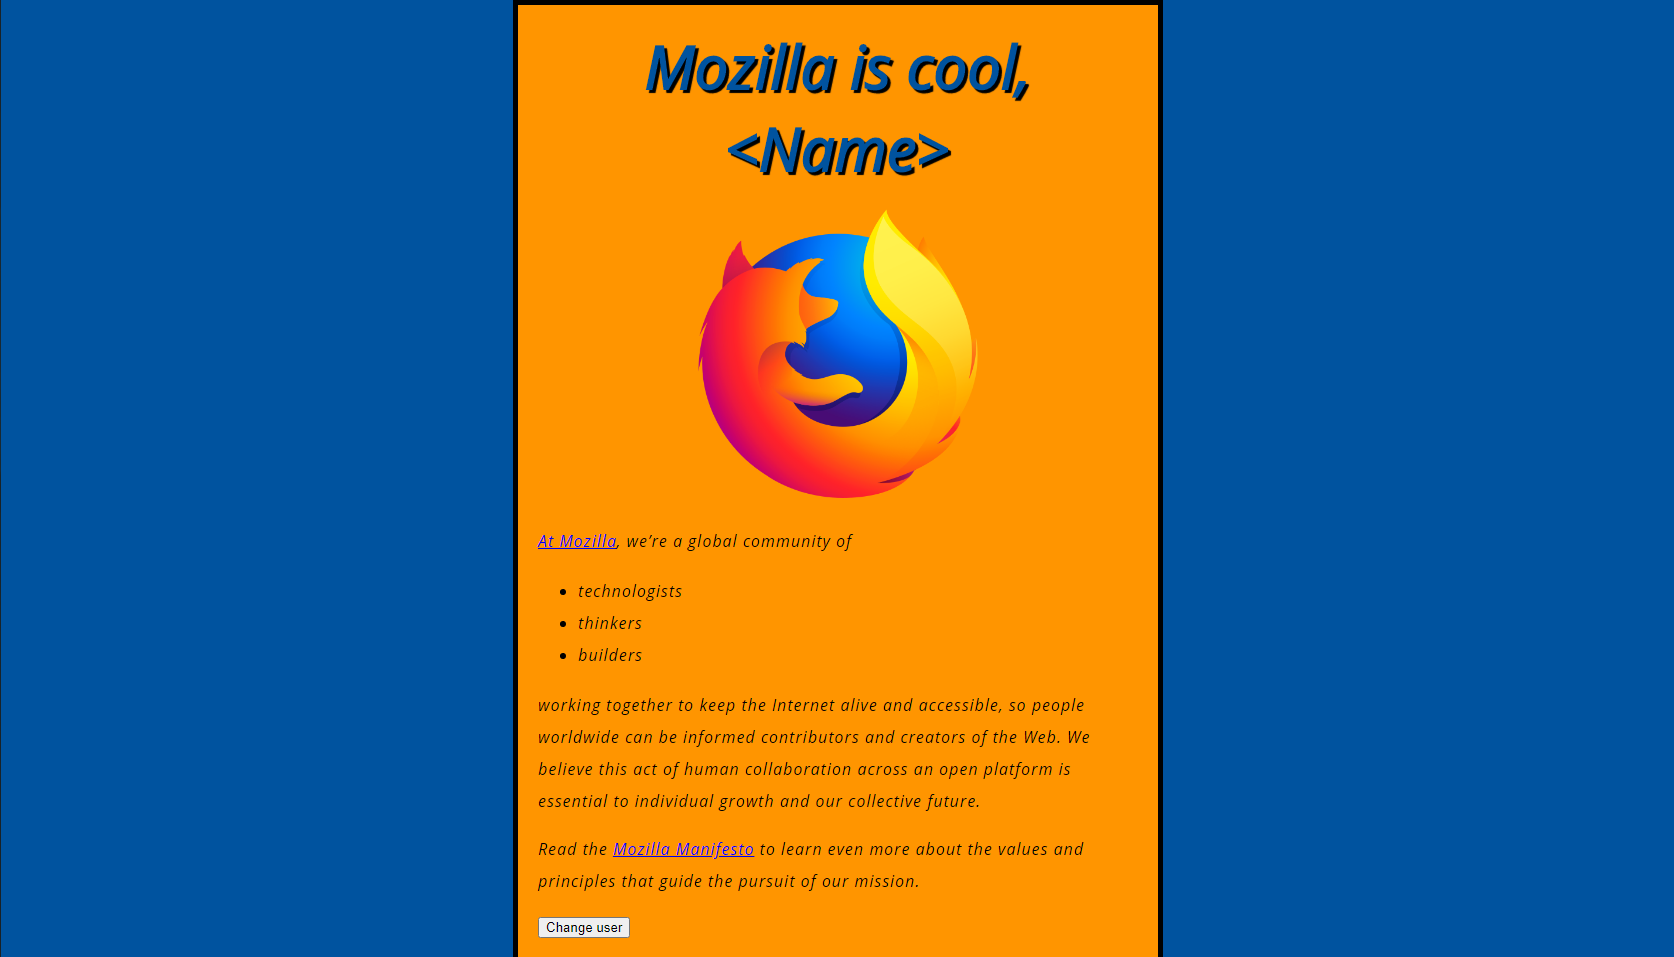 Mozilla is cool,
<Name>
At Mozilla, we’re a global community of
technologists
thinkers
builders
working together to keep the Internet alive and accessible, so people
worldwide can be informed contributors and creators of the Web. We
believe this act of human collaboration across an open platform is
essential to individual growth and our collective future.
Read the Mozilla Manifesto to learn even more about the values and
principles that guide the pursuit of our mission.
Change user